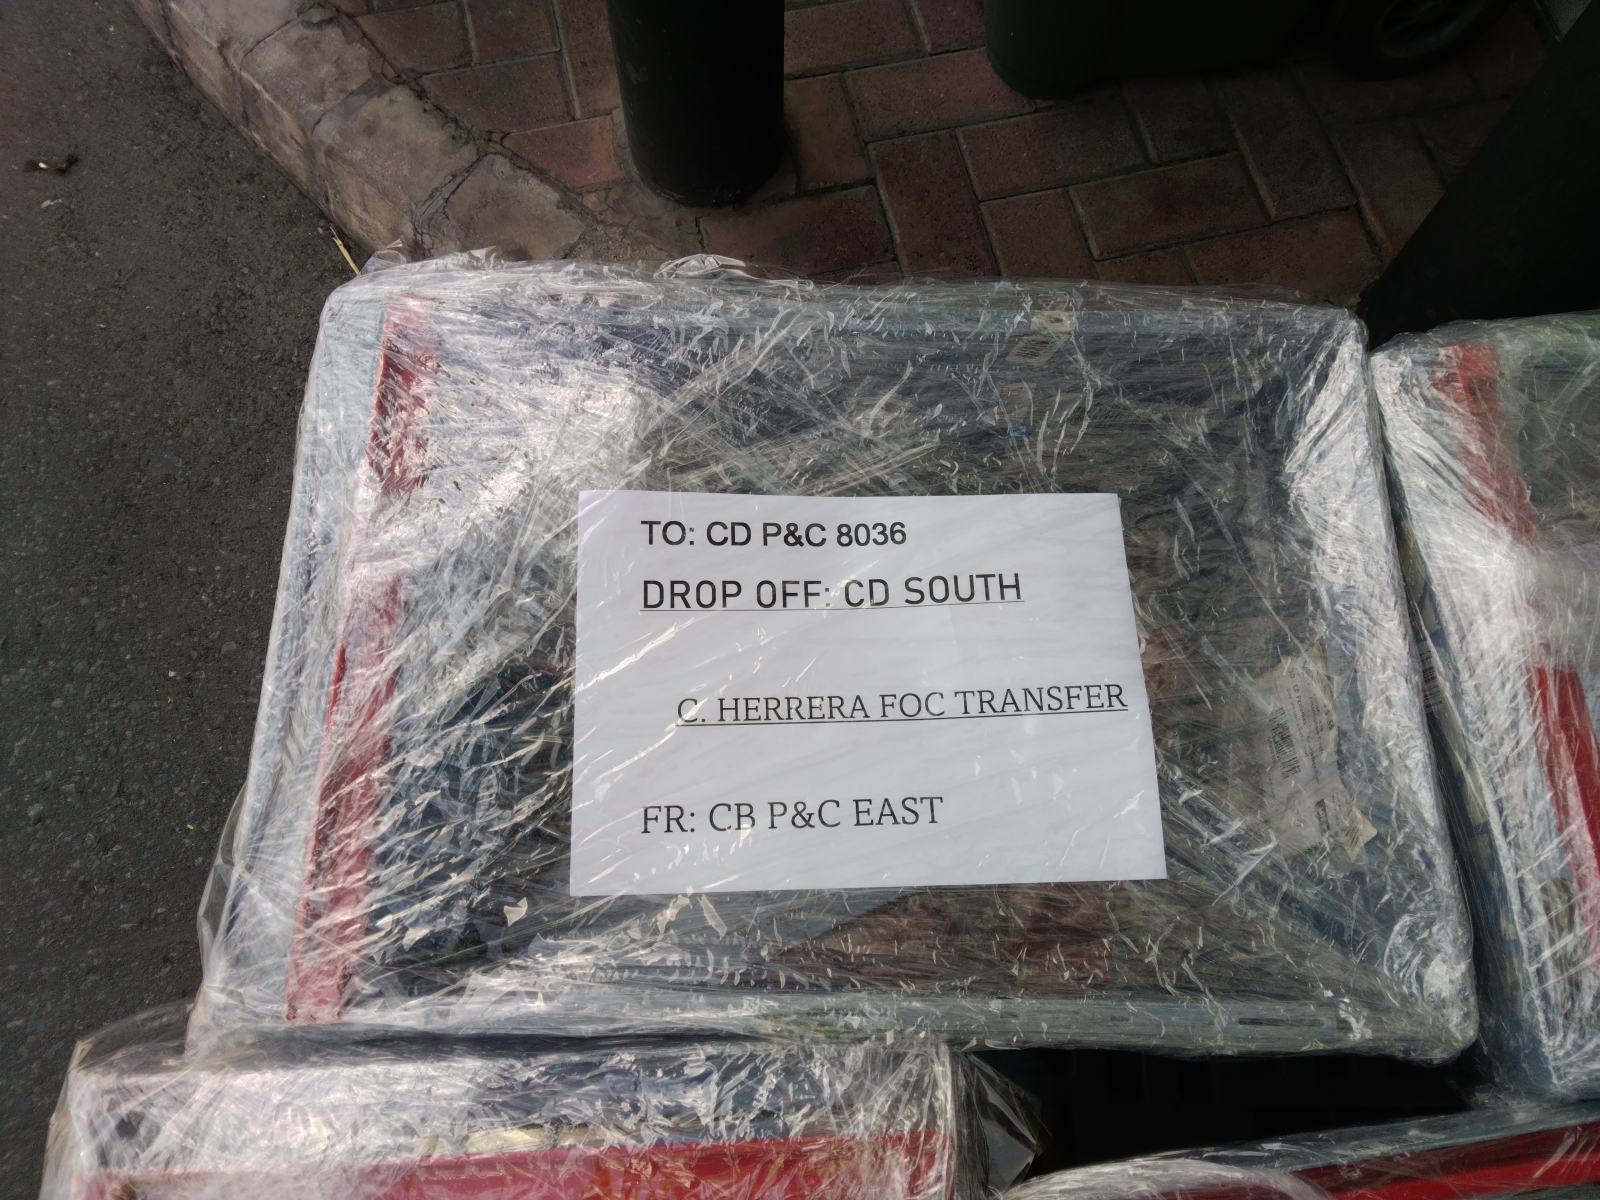 TO: CD P&C 8036
DROP OFF: CD SOUTH
C. HERRERA FOC TRANSFER
FR: CB P&C EAST